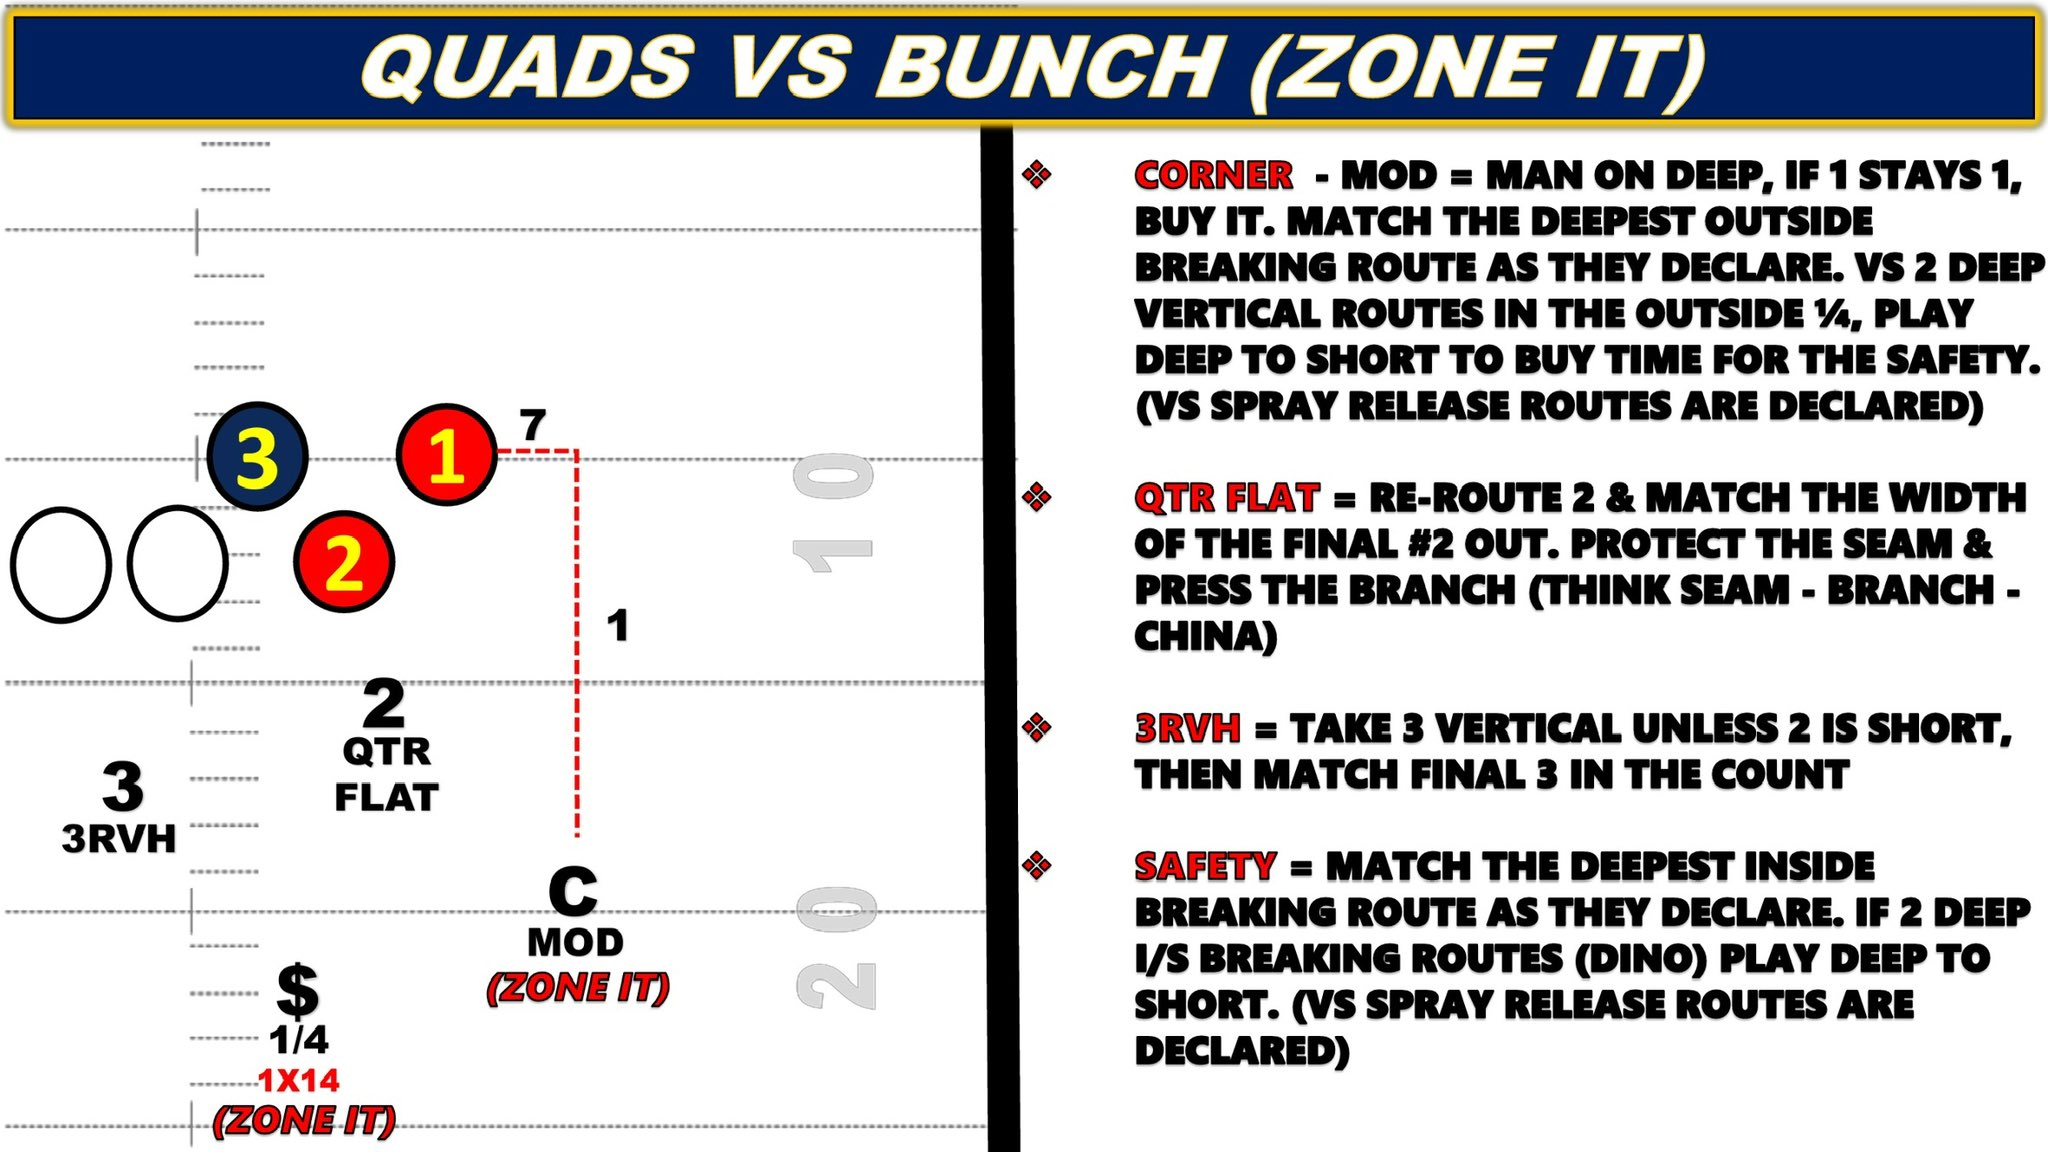 QUADS VS BUNCH (ZONE IT)
3
1
7
2
1
10
2
QTR
FLAT
3
3RVH
C
MOD
(ZONE IT)
20
$
1/4
1X14
(ZONE IT)
❖ CORNER - MOD = MAN ON DEEP, IF 1 STAYS 1,
BUY IT. MATCH THE DEEPEST OUTSIDE
BREAKING ROUTE AS THEY DECLARE. VS 2 DEEP
VERTICAL ROUTES IN THE OUTSIDE ¼, PLAY
DEEP TO SHORT TO BUY TIME FOR THE SAFETY.
(VS SPRAY RELEASE ROUTES ARE DECLARED)
❖ QTR FLAT = RE-ROUTE 2 & MATCH THE WIDTH
OF THE FINAL #2 OUT. PROTECT THE SEAM &
PRESS THE BRANCH (THINK SEAM - BRANCH -
CHINA)
❖ 3RVH = TAKE 3 VERTICAL UNLESS 2 IS SHORT,
THEN MATCH FINAL 3 IN THE COUNT
❖ SAFETY = MATCH THE DEEPEST INSIDE
BREAKING ROUTE AS THEY DECLARE. IF 2 DEEP
I/S BREAKING ROUTES (DINO) PLAY DEEP TO
SHORT. (VS SPRAY RELEASE ROUTES ARE
DECLARED)